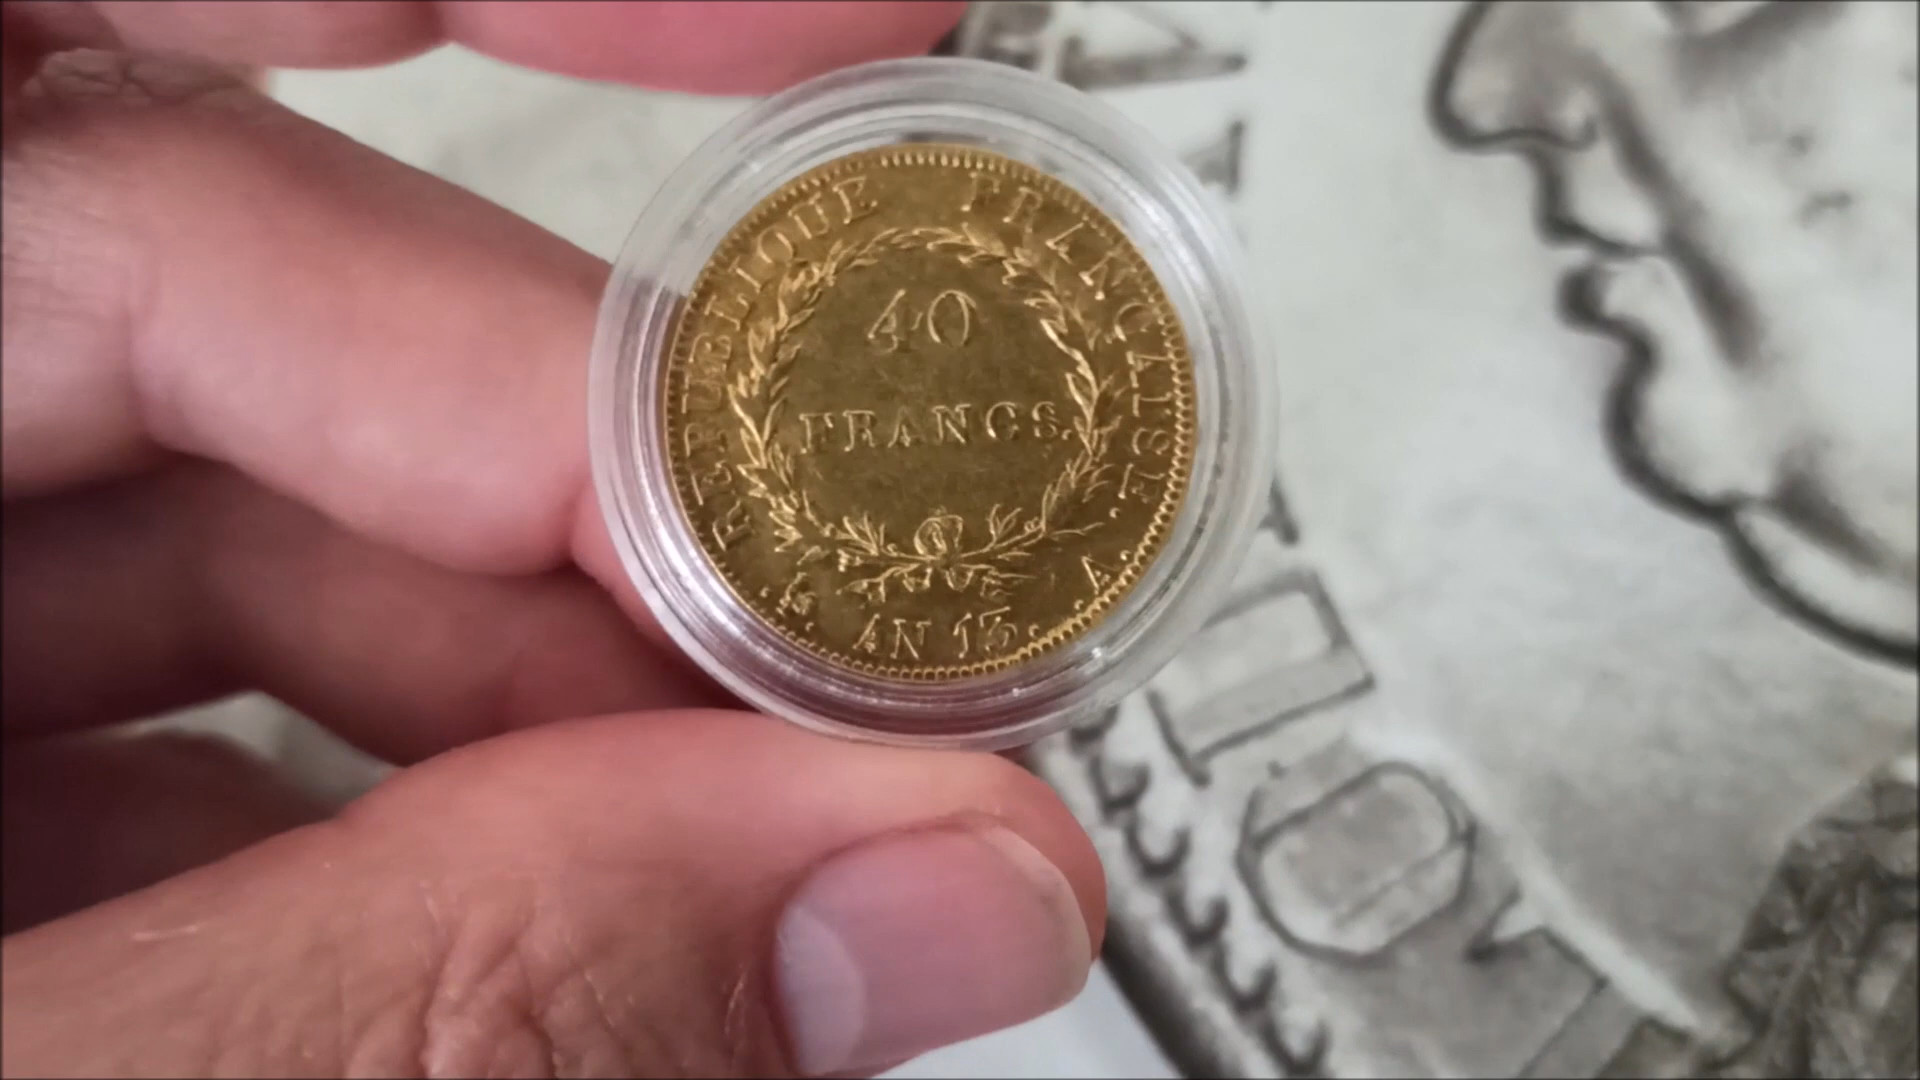 REPUBLIQUE FRANÇAISE.
40
FRANCS.
A.
AN 13.